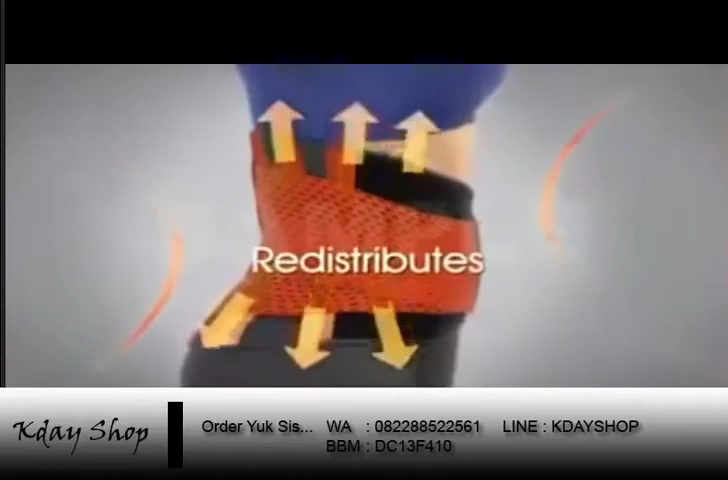 Redistributes
Kday Shop
Order Yuk Sis... WA : 082288522561 LINE : KDAYSHOP
BBM : DC13F410